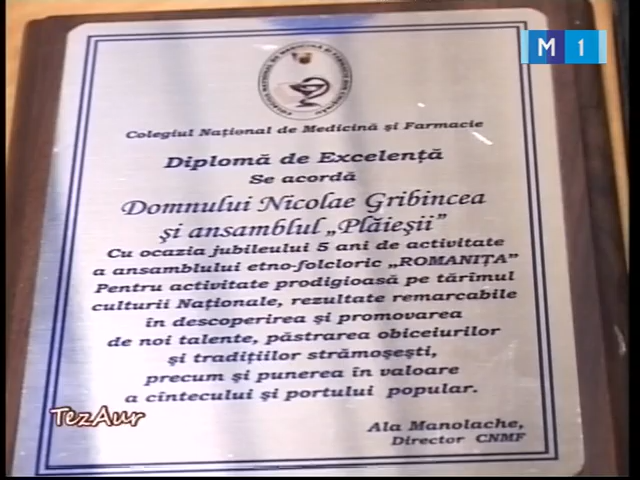 M 1
Colegiul Național de Medicină și Farmacie
Diplomă de Excelență
Se acordă
Domnului Nicolae Gribincea
și ansamblul „Plăieșii”
Cu ocazia jubileului 5 ani de activitate
a ansamblului etno-folcloric „ROMANIȚA”
Pentru activitate prodigioasă pe tărîmul
culturii Naționale, rezultate remarcabile
în descoperirea și promovarea
de noi talente, păstrarea obiceiurilor
și tradițiilor strămoșești,
precum și punerea în valoare
a cîntecului și portului popular.
Ala Manolache,
Director CNMF
TezAur